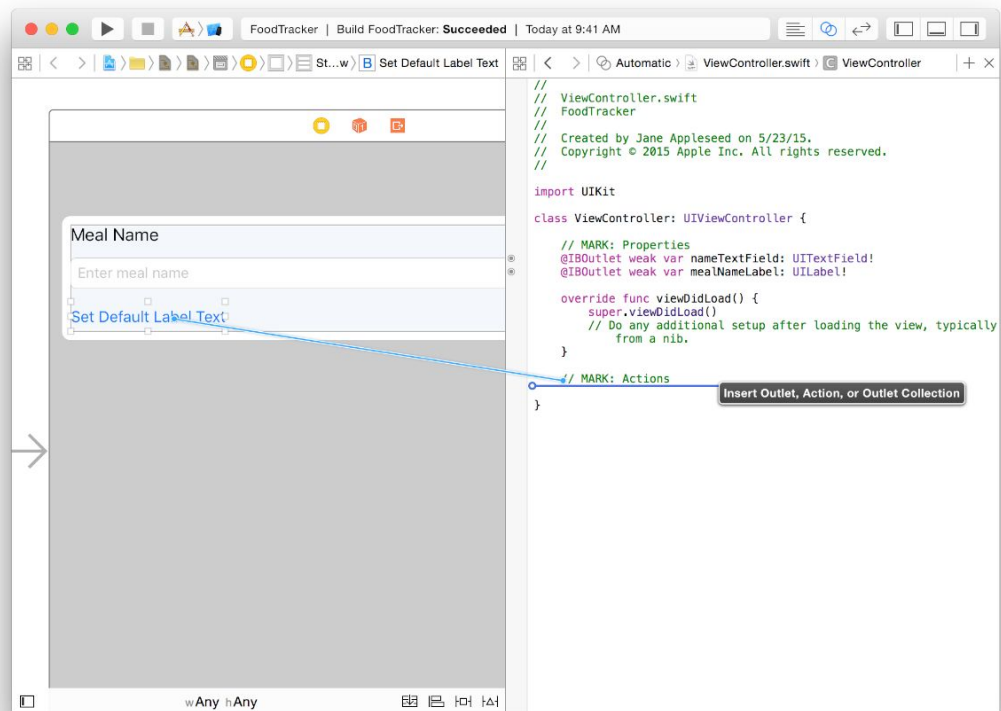 FoodTracker | Build FoodTracker: Succeeded | Today at 9:41 AM
St...w
B Set Default Label Text
Automatic
ViewController.swift
C ViewController
Meal Name
Enter meal name
Set Default Label Text
wAny hAny
//
// ViewController.swift
// FoodTracker
//
// Created by Jane Appleseed on 5/23/15.
// Copyright © 2015 Apple Inc. All rights reserved.
//
import UIKit
class ViewController: UIViewController {
// MARK: Properties
@IBOutlet weak var nameTextField: UITextField!
@IBOutlet weak var mealNameLabel: UILabel!
override func viewDidLoad() {
super.viewDidLoad()
// Do any additional setup after loading the view, typically
from a nib.
}
// MARK: Actions
Insert Outlet, Action, or Outlet Collection
}